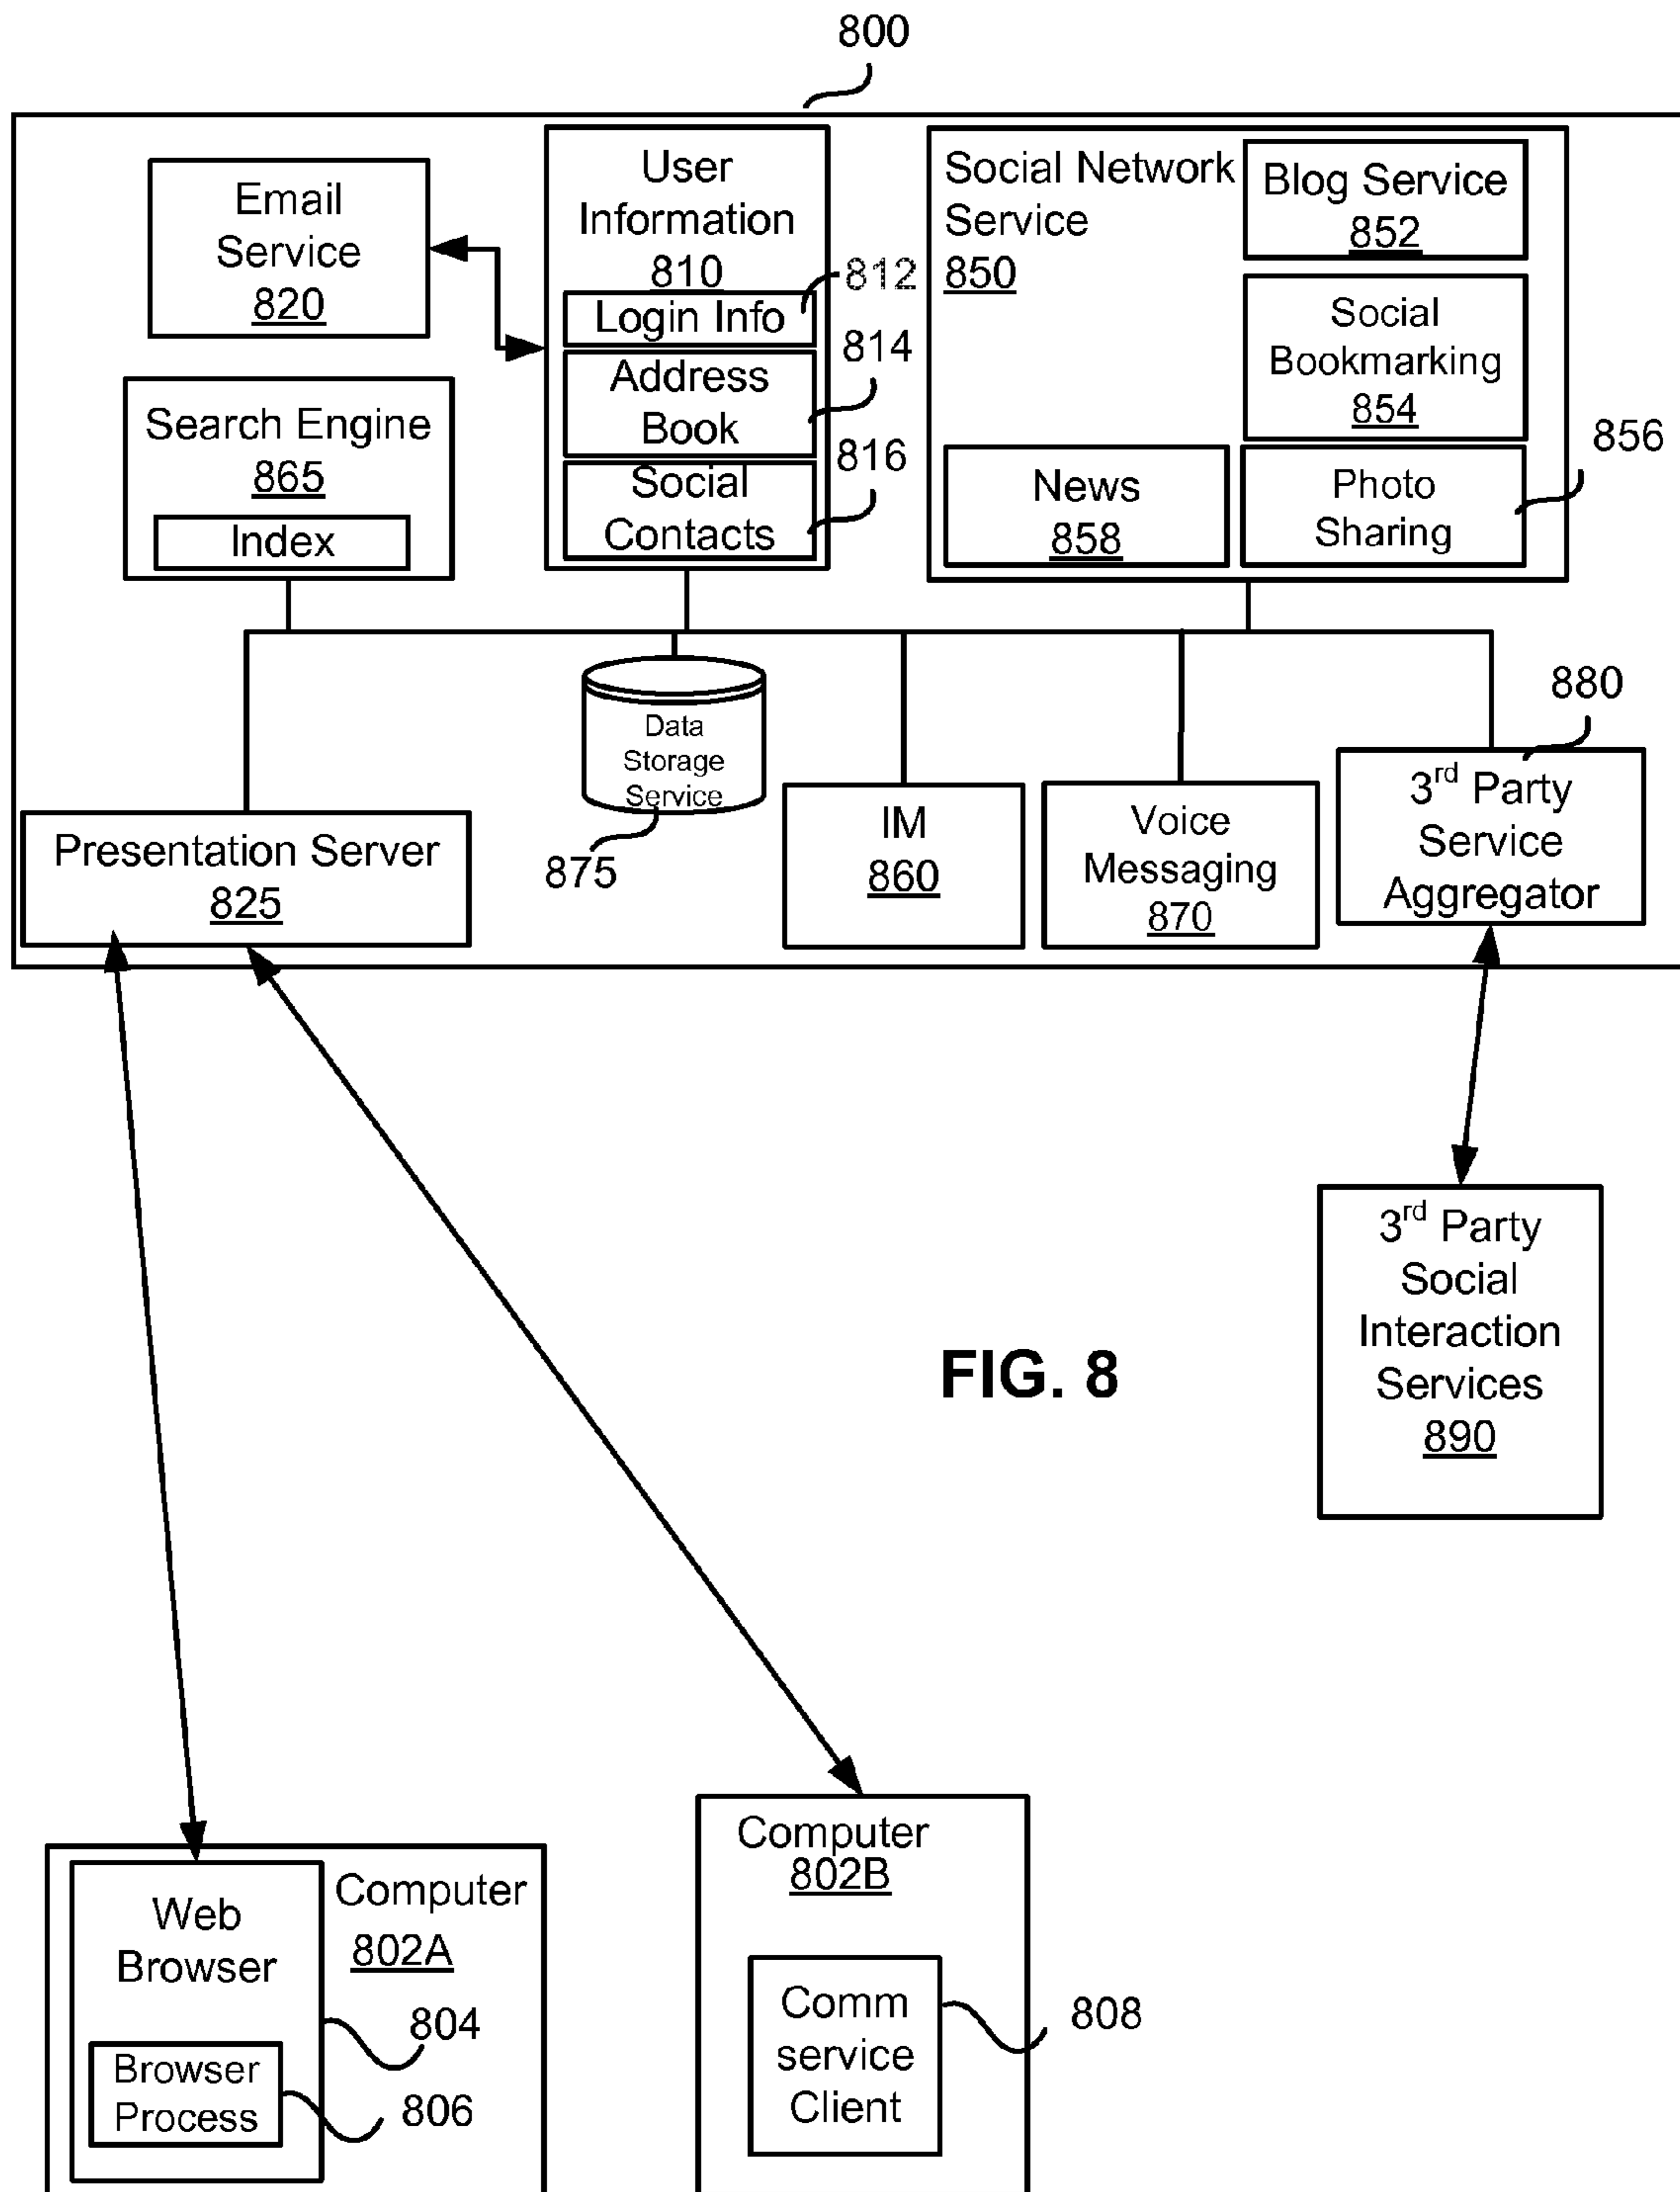 800
Email
Service
820
User
Information
810
Login Info
812
Address
Book
814
Social
Contacts
816
Social Network
Service
850
Blog Service
852
Social
Bookmarking
854
856
News
858
Photo
Sharing
Search Engine
865
Index
880
Data
Storage
Service
875
3rd Party
Service
Aggregator
Presentation Server
825
IM
860
Voice
Messaging
870
3rd Party
Social
Interaction
Services
890
FIG. 8
Computer
802A
Web
Browser
804
Browser
Process
806
Computer
802B
Comm
service
Client
808